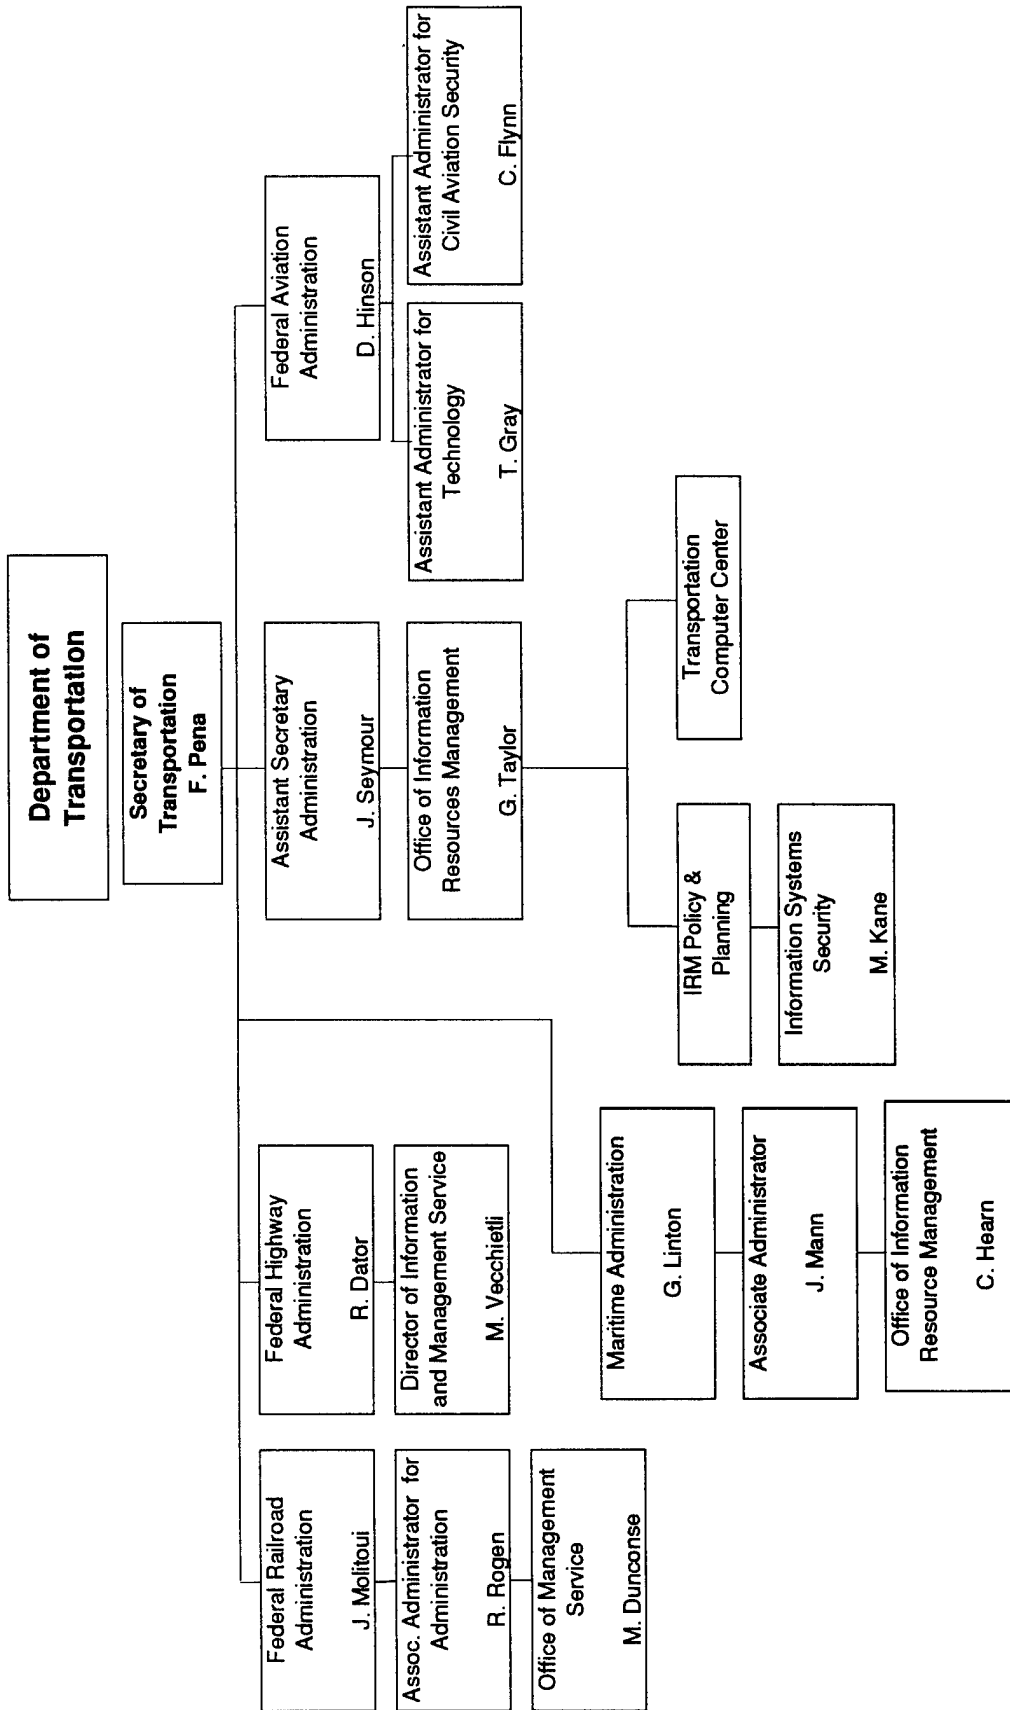 Department of
Transportation
Secretary of
Transportation
F. Pena
Federal Railroad
Administration
J. Molitoui
Assoc. Administrator for
Administration
R. Rogen
Office of Management
Service
M. Dunconse
Federal Highway
Administration
R. Dator
Director of Information
and Management Service
M. Vecchietli
Maritime Administration
G. Linton
Associate Administrator
J. Mann
Office of Information
Resource Management
C. Hearn
Assistant Secretary
Administration
J. Seymour
Office of Information
Resources Management
G. Taylor
IRM Policy &
Planning
Information Systems
Security
M. Kane
Transportation
Computer Center
Federal Aviation
Administration
D. Hinson
Assistant Administrator for
Technology
T. Gray
Assistant Administrator for
Civil Aviation Security
C. Flynn